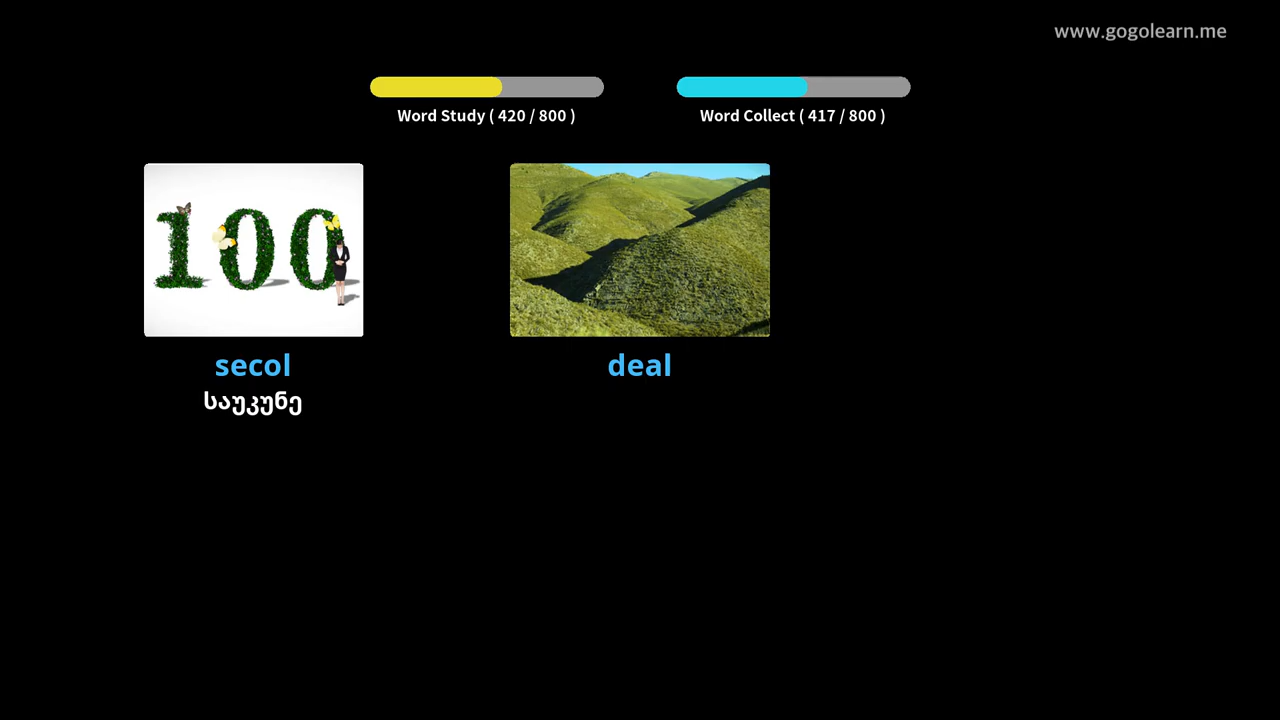 www.gogolearn.me
Word Study ( 420 / 800 )
Word Collect ( 417 / 800 )
100
secol
საუკუნე
deal